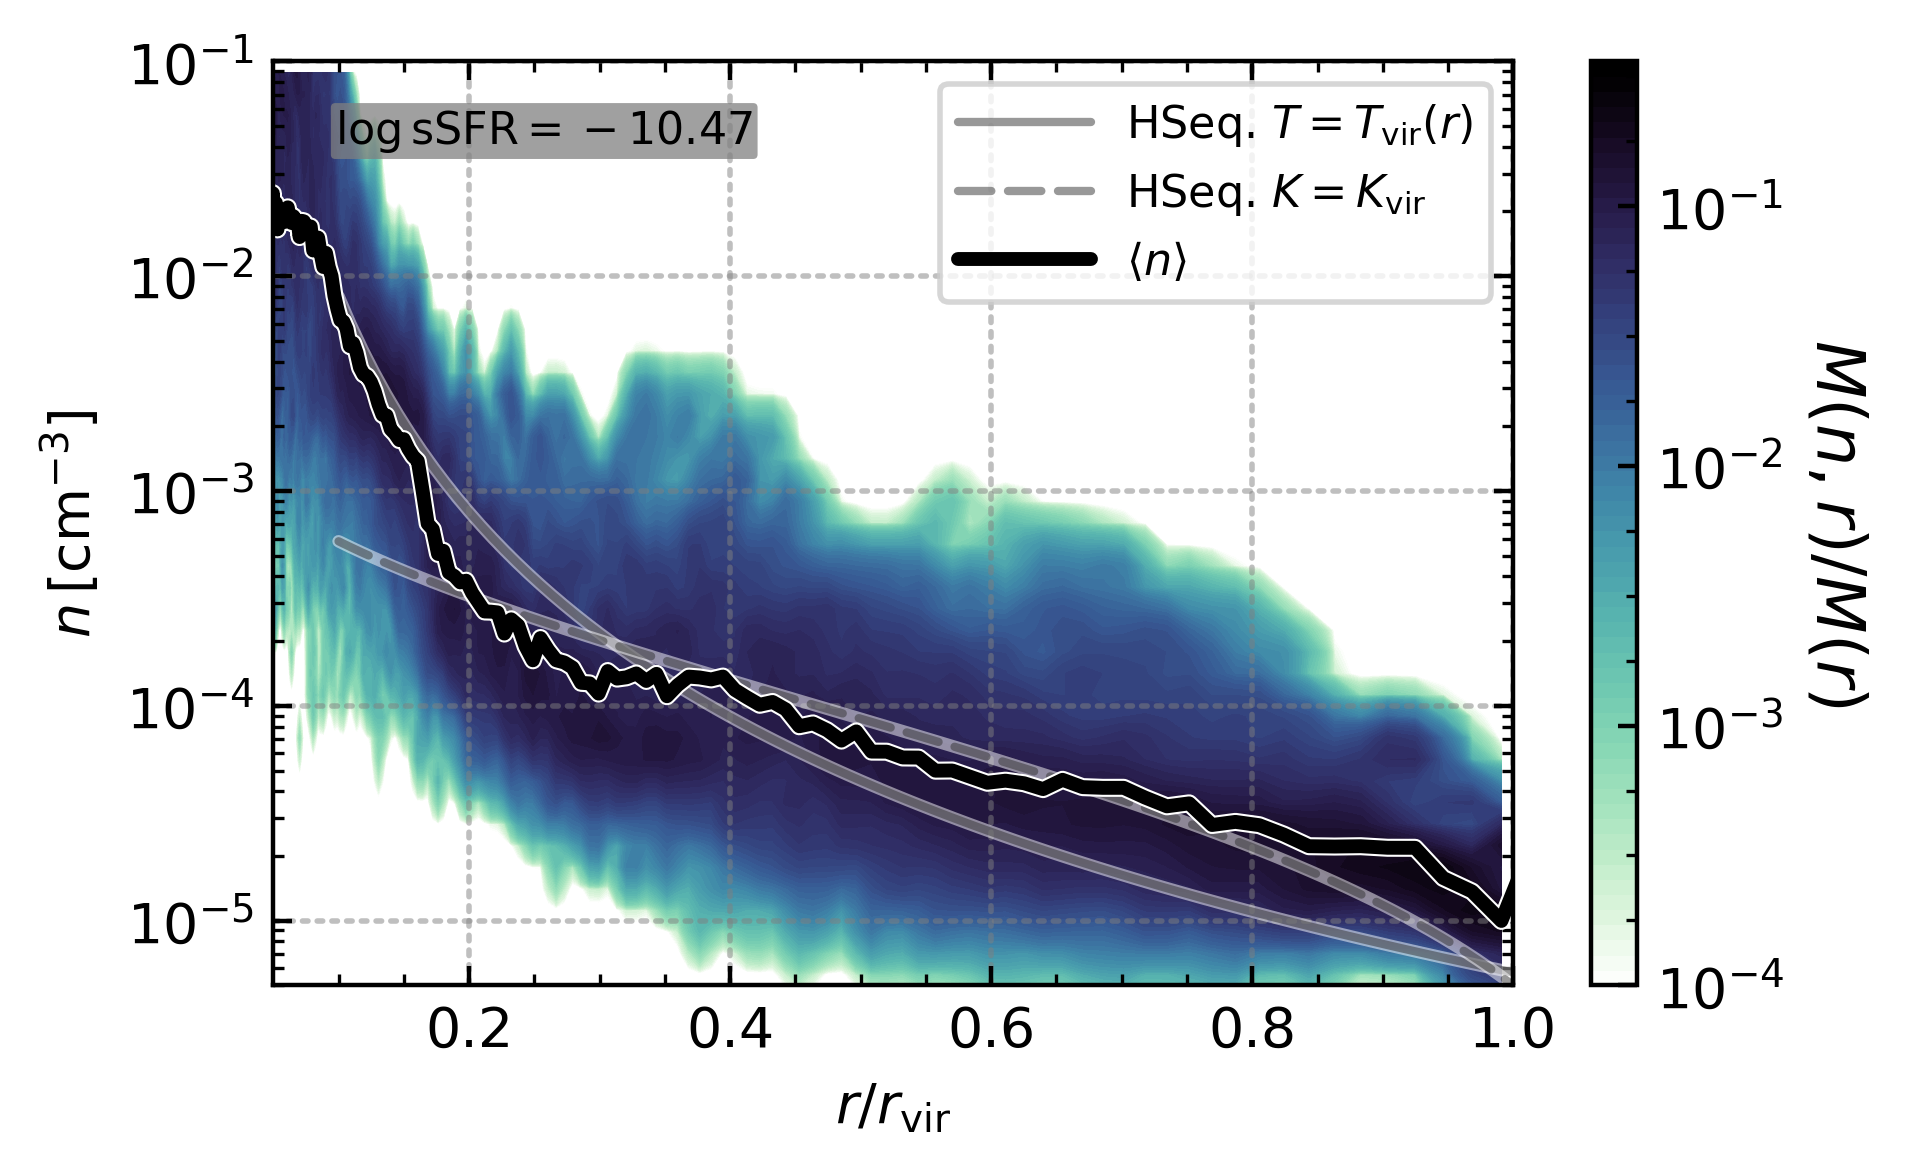 10⁻¹
10⁻²
10⁻³
10⁻⁴
10⁻⁵
n [cm⁻³]
log sSFR = −10.47
HSeq. T = T_vir(r)
HSeq. K = K_vir
⟨n⟩
0.2 0.4 0.6 0.8 1.0
r/r_vir
10⁻¹
10⁻²
10⁻³
10⁻⁴
M(n, r)/M(r)